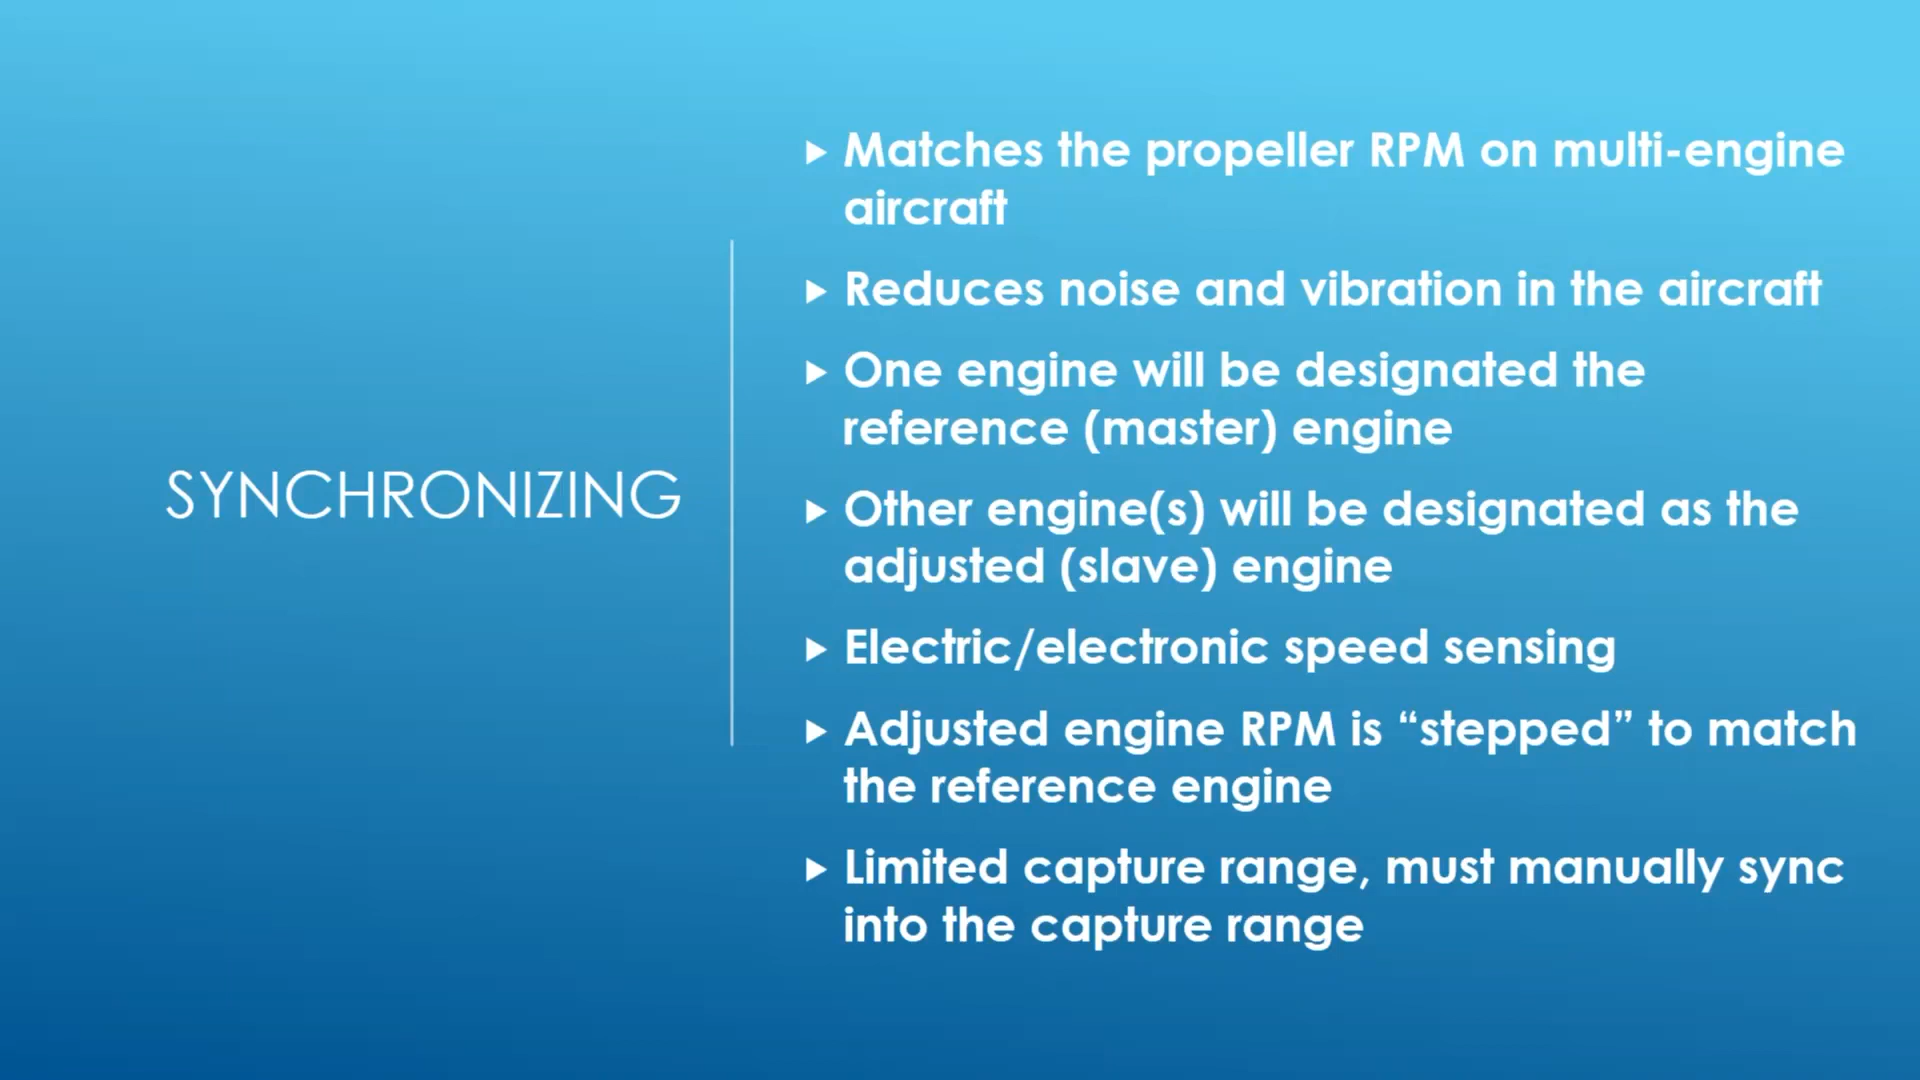 SYNCHRONIZING
Matches the propeller RPM on multi-engine
aircraft
Reduces noise and vibration in the aircraft
One engine will be designated the
reference (master) engine
Other engine(s) will be designated as the
adjusted (slave) engine
Electric/electronic speed sensing
Adjusted engine RPM is “stepped” to match
the reference engine
Limited capture range, must manually sync
into the capture range